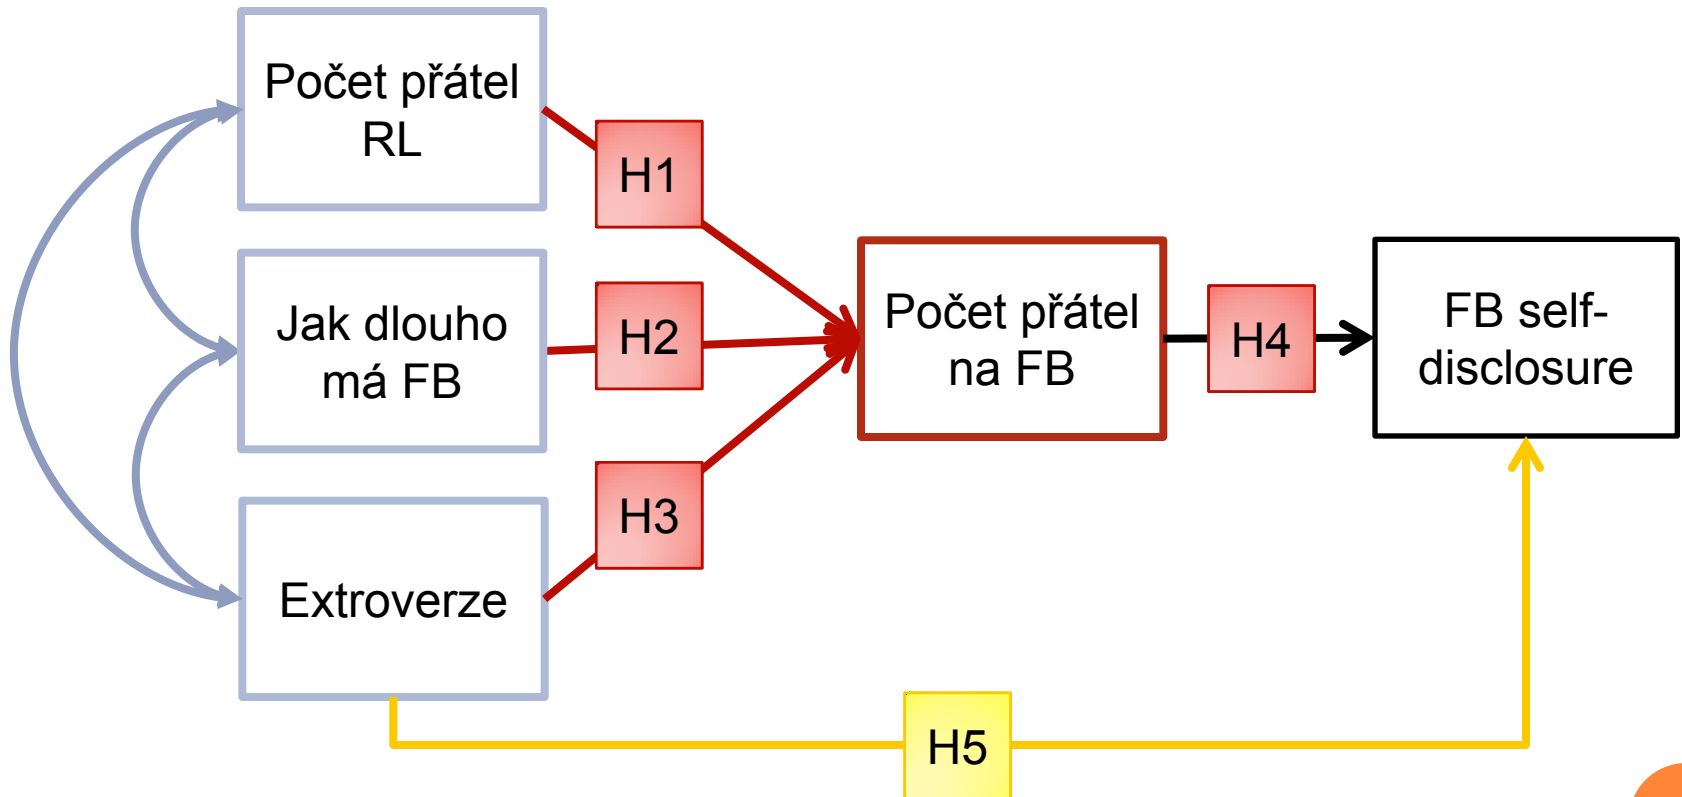 Počet přátel
RL
H1
Jak dlouho
má FB
H2
Extroverze
H3
Počet přátel
na FB
H4
FB self-
disclosure
H5